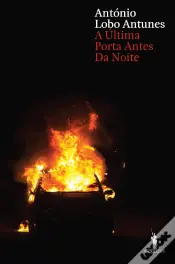 António
Lobo Antunes
A Última
Porta Antes
Da Noite